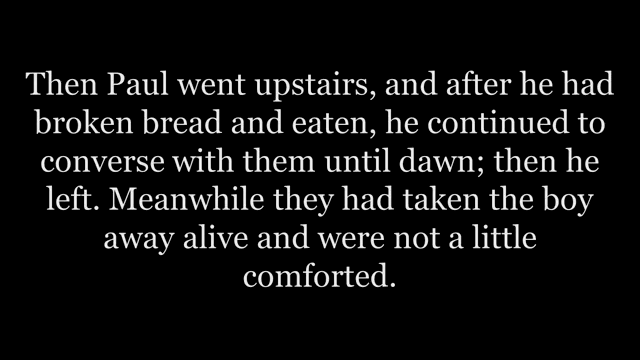 Then Paul went upstairs, and after he had
broken bread and eaten, he continued to
converse with them until dawn; then he
left. Meanwhile they had taken the boy
away alive and were not a little
comforted.